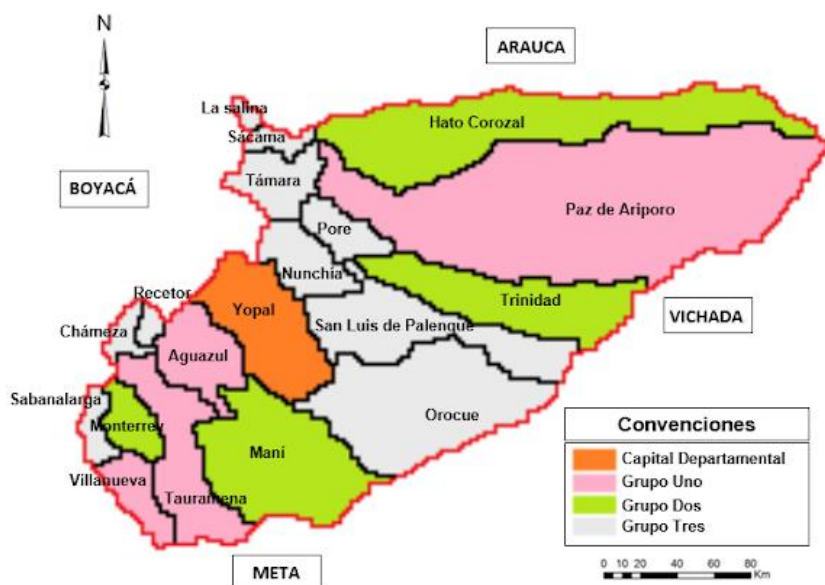 N
ARAUCA
La salina
Hato Corozal
Sácama
BOYACÁ
Támara
Paz de Ariporo
Pore
Nunchía
Recetor
Yopal
Trinidad
Chámeza
San Luis de Palenque
VICHADA
Aguazul
Sabanalarga
Orocue
Monterrey
Maní
Villanueva
Tauramena
META
Convenciones
Capital Departamental
Grupo Uno
Grupo Dos
Grupo Tres
0 10 20 40 60 80
Km